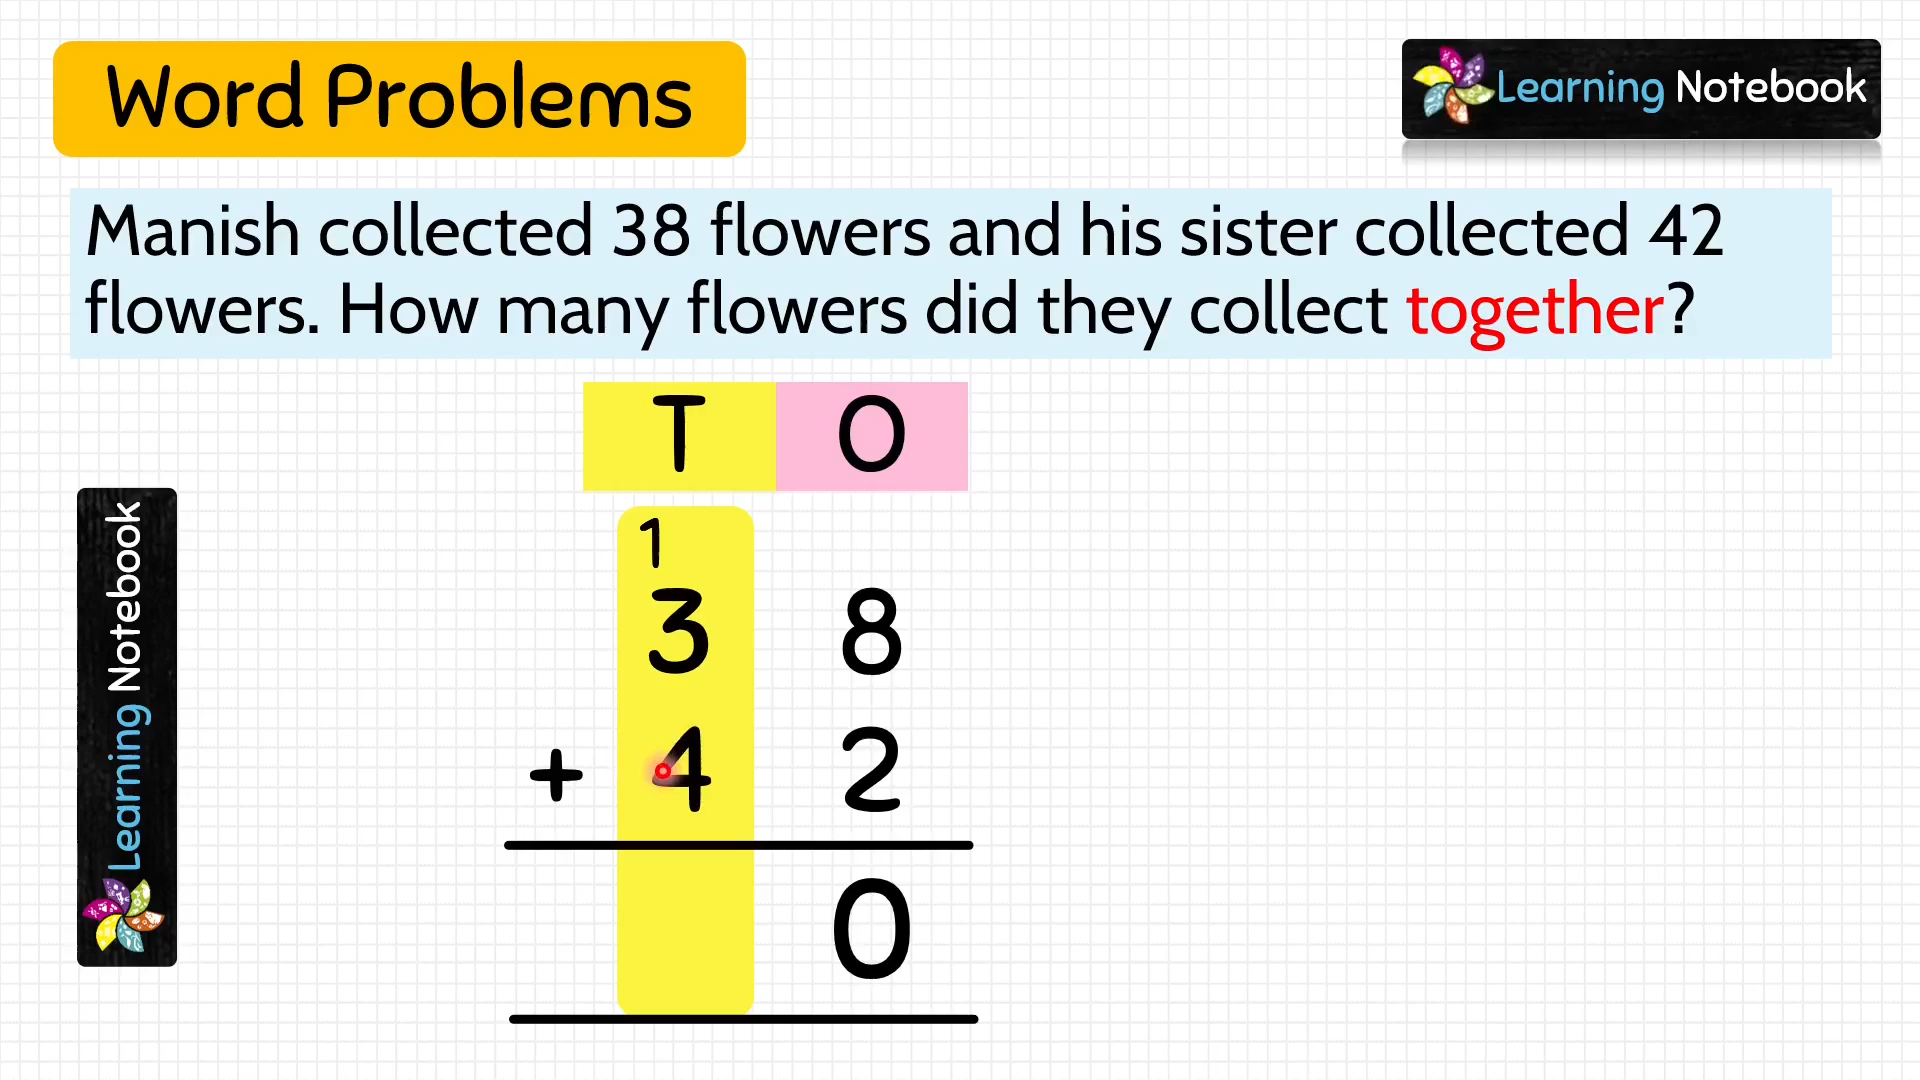 Word Problems
Learning Notebook
Manish collected 38 flowers and his sister collected 42
flowers. How many flowers did they collect together?
T O
1
3 8
+ 4 2
0
Learning Notebook